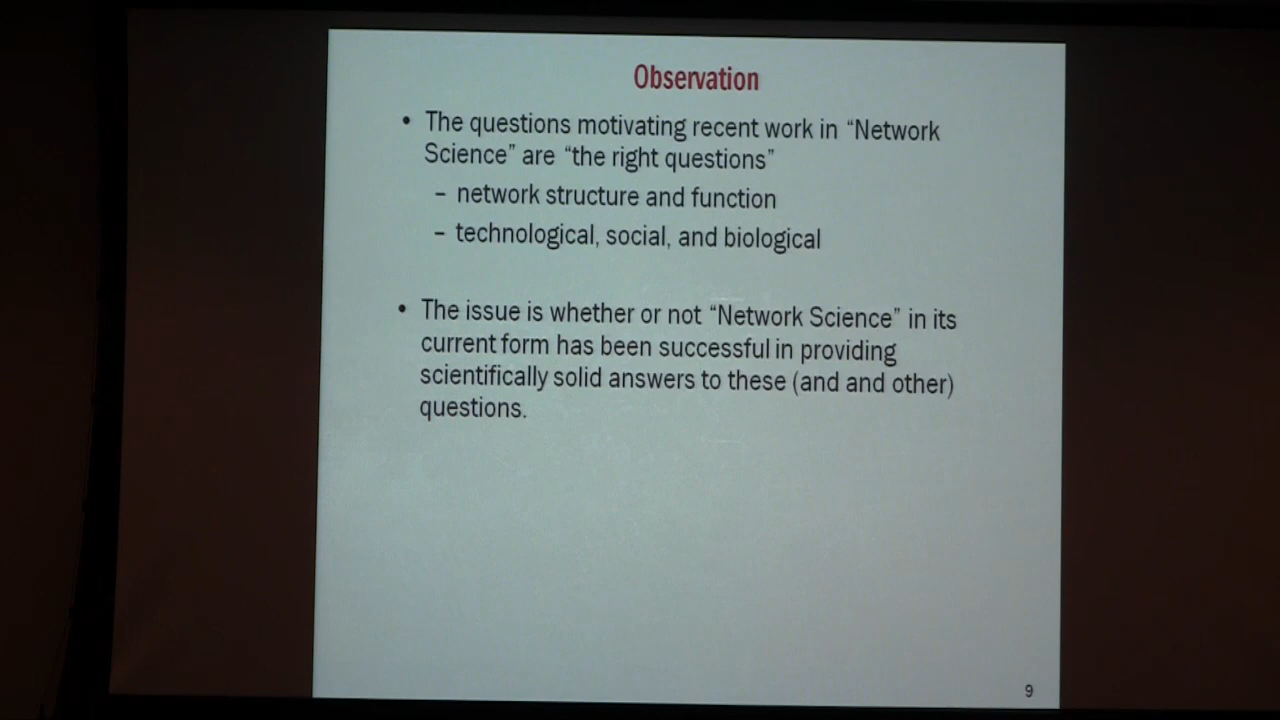 Observation
• The questions motivating recent work in “Network
Science” are “the right questions”
– network structure and function
– technological, social, and biological
• The issue is whether or not “Network Science” in its
current form has been successful in providing
scientifically solid answers to these (and and other)
questions.
9